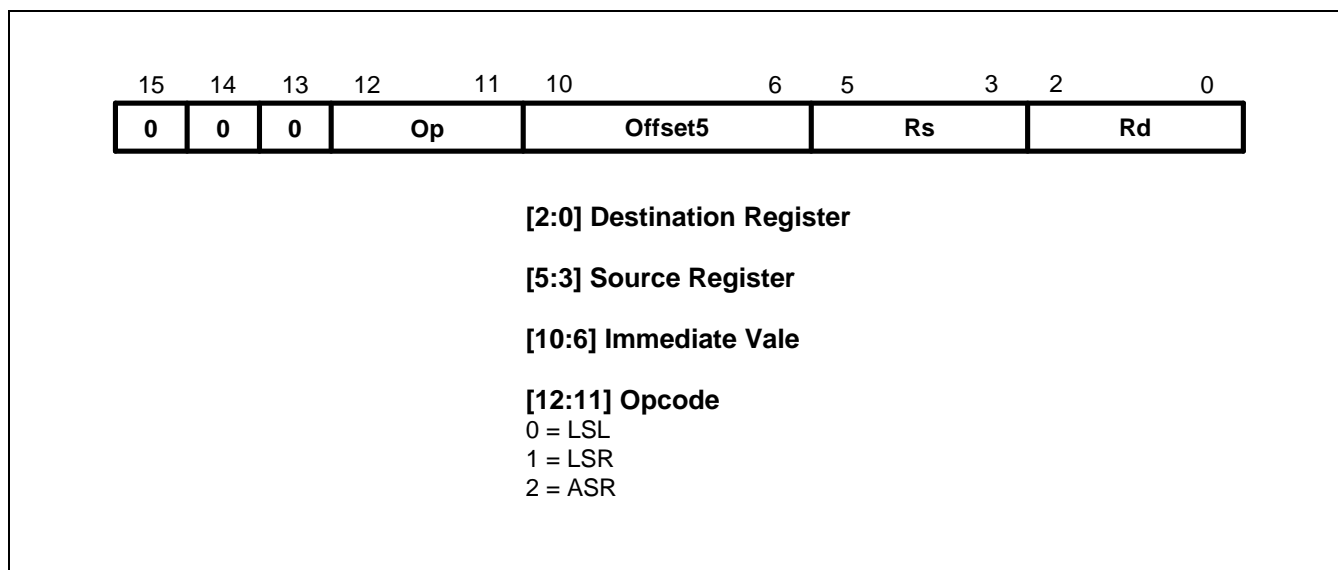 15 14 13 12 11 10 6 5 3 2 0
0 0 0 Op Offset5 Rs Rd
[2:0] Destination Register
[5:3] Source Register
[10:6] Immediate Vale
[12:11] Opcode
0 = LSL
1 = LSR
2 = ASR